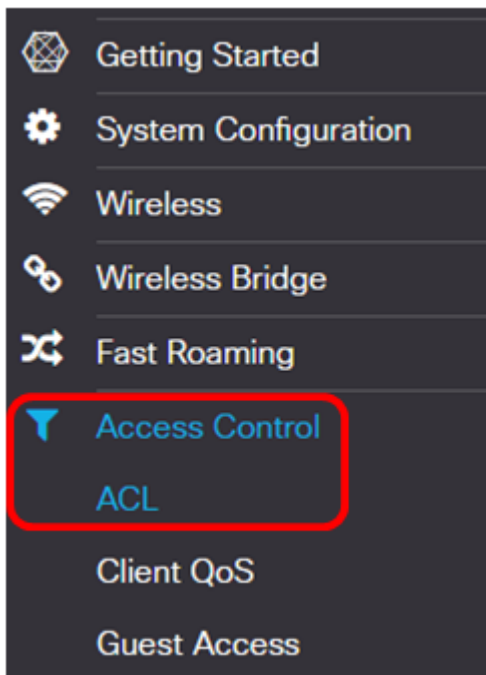 Getting Started
System Configuration
Wireless
Wireless Bridge
Fast Roaming
Access Control
ACL
Client QoS
Guest Access